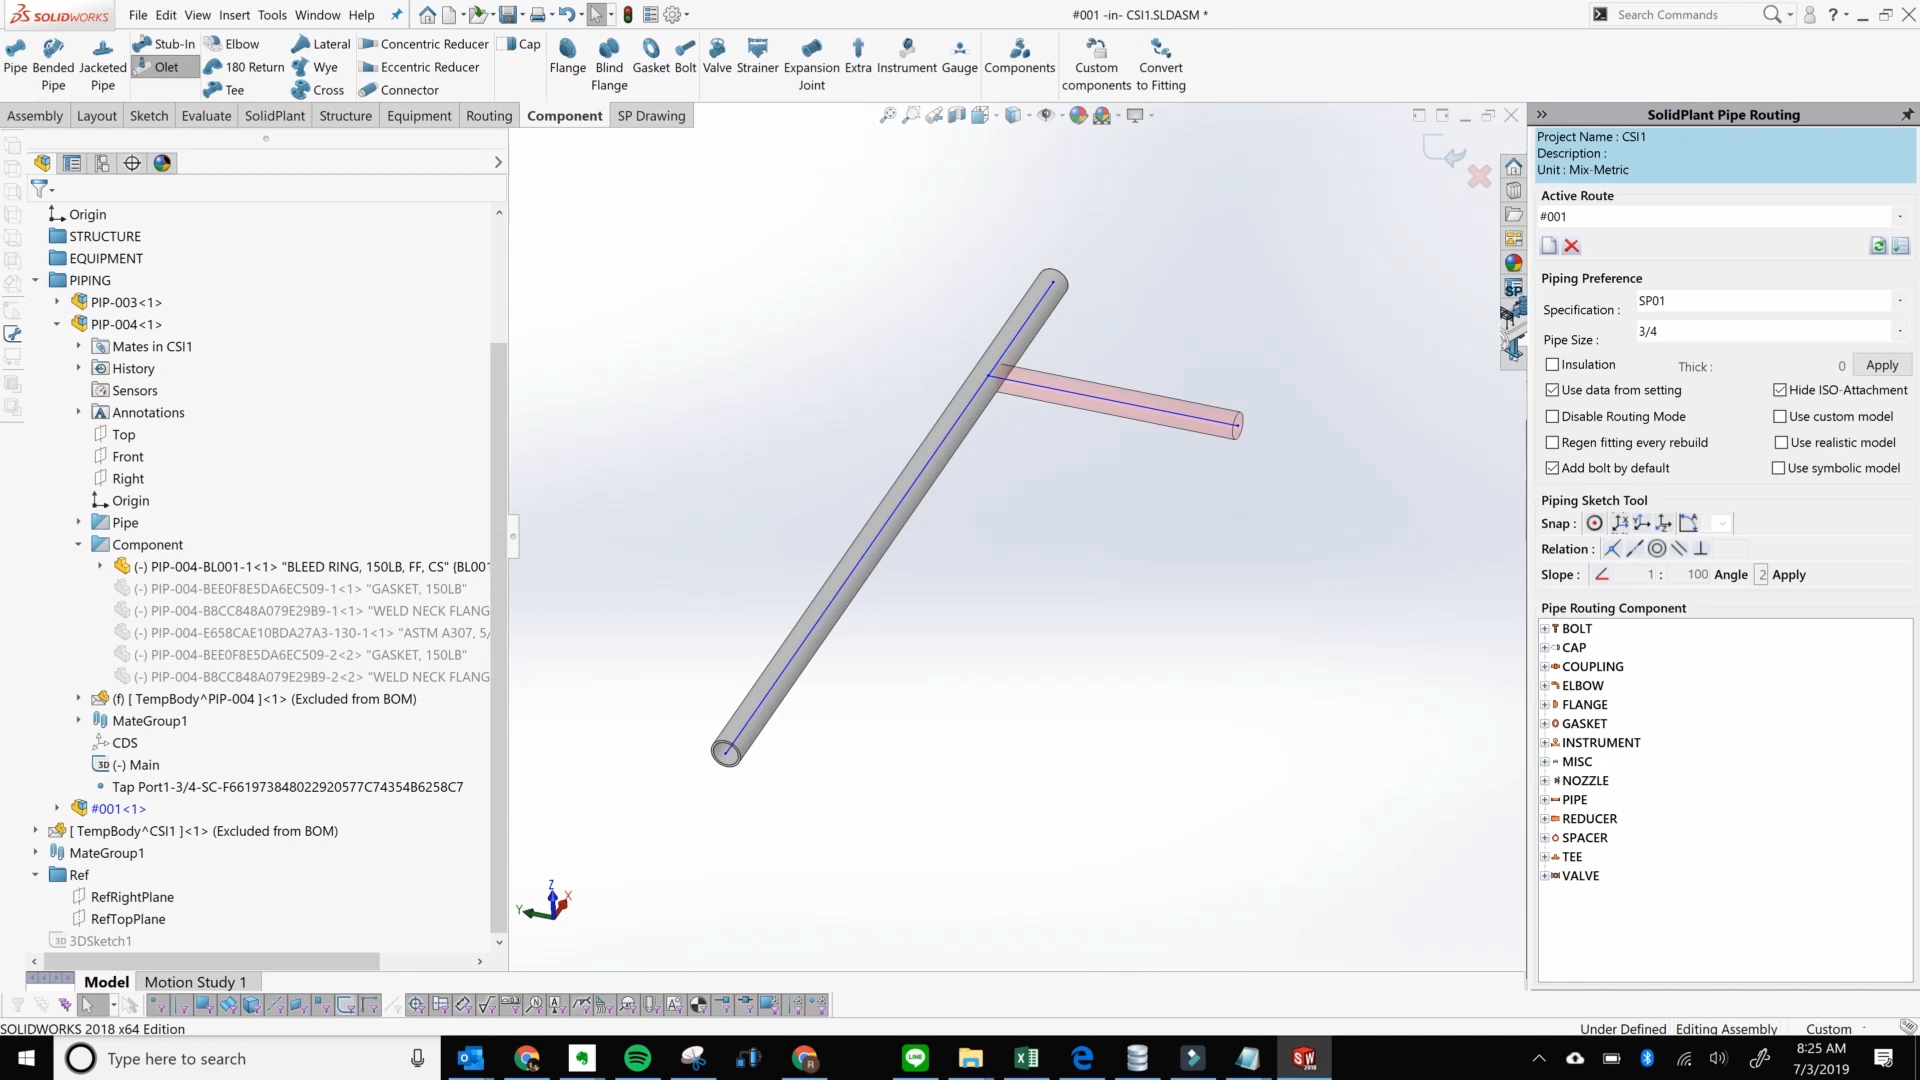 SOLIDWORKS File Edit View Insert Tools Window Help #001 -in- CSI1.SLDASM * Search Commands ?
Pipe Bended Pipe Jacketed Pipe Stub-In Olet Elbow 180 Return Tee Lateral Wye Cross Concentric Reducer Eccentric Reducer Connector Cap Flange Blind Flange Gasket Bolt Valve Strainer Expansion Joint Extra Instrument Gauge Components Custom components Convert to Fitting
Assembly Layout Sketch Evaluate SolidPlant Structure Equipment Routing Component SP Drawing
Origin
STRUCTURE
EQUIPMENT
PIPING
PIP-003<1>
PIP-004<1>
Mates in CSI1
History
Sensors
Annotations
Top
Front
Right
Origin
Pipe
Component
(-) PIP-004-BL001-1<1> "BLEED RING, 150LB, FF, CS" {BL001
(-) PIP-004-BEE0F8E5DA6EC509-1<1> "GASKET, 150LB"
(-) PIP-004-B8CC848A079E29B9-1<1> "WELD NECK FLANG
(-) PIP-004-E658CAE10BDA27A3-130-1<1> "ASTM A307, 5/
(-) PIP-004-BEE0F8E5DA6EC509-2<2> "GASKET, 150LB"
(-) PIP-004-B8CC848A079E29B9-2<2> "WELD NECK FLANG
(f) [ TempBody^PIP-004 ]<1> (Excluded from BOM)
MateGroup1
CDS
3D (-) Main
Tap Port1-3/4-SC-F661973848022920577C74354B6258C7
#001<1>
[ TempBody^CSI1 ]<1> (Excluded from BOM)
MateGroup1
Ref
RefRightPlane
RefTopPlane
3D 3DSketch1
Z
X
Y
SolidPlant Pipe Routing
Project Name : CSI1
Description :
Unit : Mix-Metric
Active Route
#001
Piping Preference
Specification : SP01
Pipe Size : 3/4
Insulation Thick : 0 Apply
Use data from setting Hide ISO-Attachment
Disable Routing Mode Use custom model
Regen fitting every rebuild Use realistic model
Add bolt by default Use symbolic model
Piping Sketch Tool
Snap :
Relation :
Slope : 1 : 100 Angle 2 Apply
Pipe Routing Component
BOLT
CAP
COUPLING
ELBOW
FLANGE
GASKET
INSTRUMENT
MISC
NOZZLE
PIPE
REDUCER
SPACER
TEE
VALVE
SP
Model Motion Study 1
SOLIDWORKS 2018 x64 Edition Under Defined Editing Assembly Custom
Type here to search 8:25 AM
7/3/2019